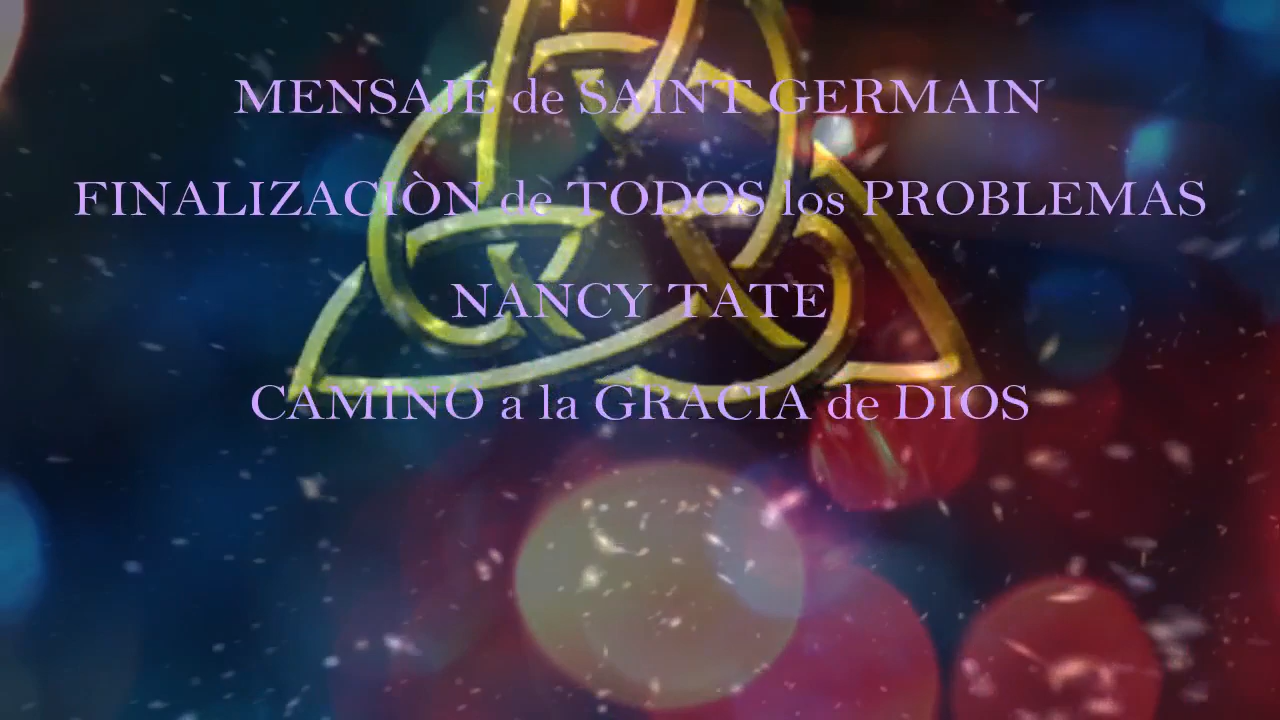 MENSAJE de SAINT GERMAIN
FINALIZACIÒN de TODOS los PROBLEMAS
NANCY TATE
CAMINO a la GRACIA de DIOS